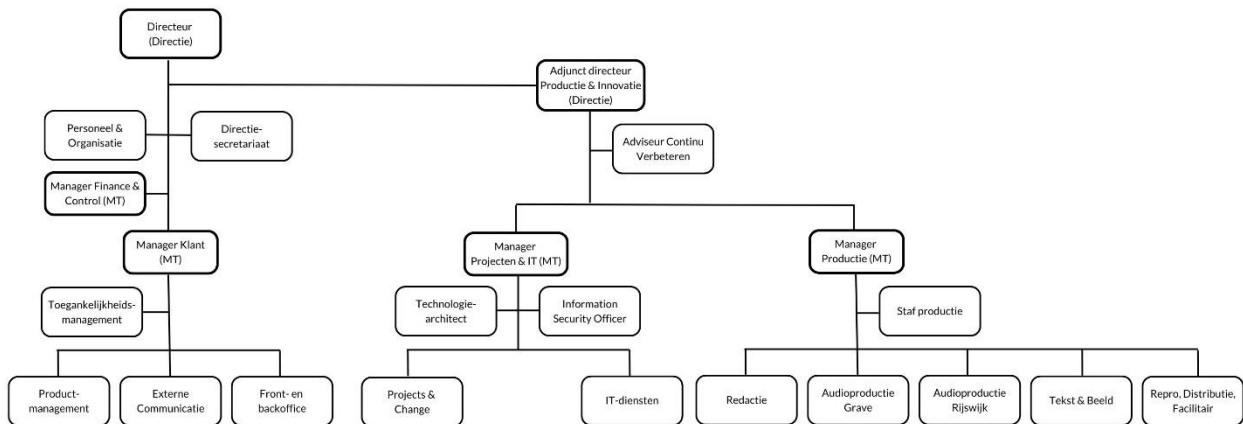 Directeur
(Directie)
Adjunct directeur
Productie & Innovatie
(Directie)
Personeel &
Organisatie
Directie-
secretariaat
Adviseur Continu
Verbeteren
Manager Finance &
Control (MT)
Manager Klant
(MT)
Manager
Projecten & IT (MT)
Manager
Productie (MT)
Toegankelijkheids-
management
Technologie-
architect
Information
Security Officer
Staf productie
Product-
management
Externe
Communicatie
Front- en
backoffice
Projects &
Change
IT-diensten
Redactie
Audioproductie
Grave
Audioproductie
Rijswijk
Tekst & Beeld
Repro, Distributie,
Facilitair